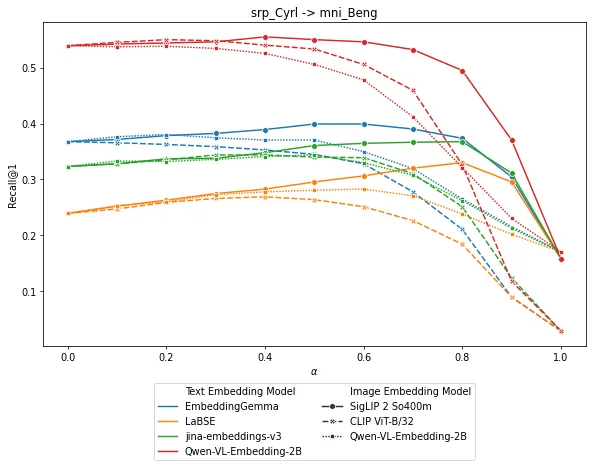 srp_Cyrl -> mni_Beng
Recall@1
0.5
0.4
0.3
0.2
0.1
0.0 0.2 0.4 0.6 0.8 1.0
α
Text Embedding Model
EmbeddingGemma
LaBSE
jina-embeddings-v3
Qwen-VL-Embedding-2B
Image Embedding Model
SigLIP 2 So400m
CLIP ViT-B/32
Qwen-VL-Embedding-2B